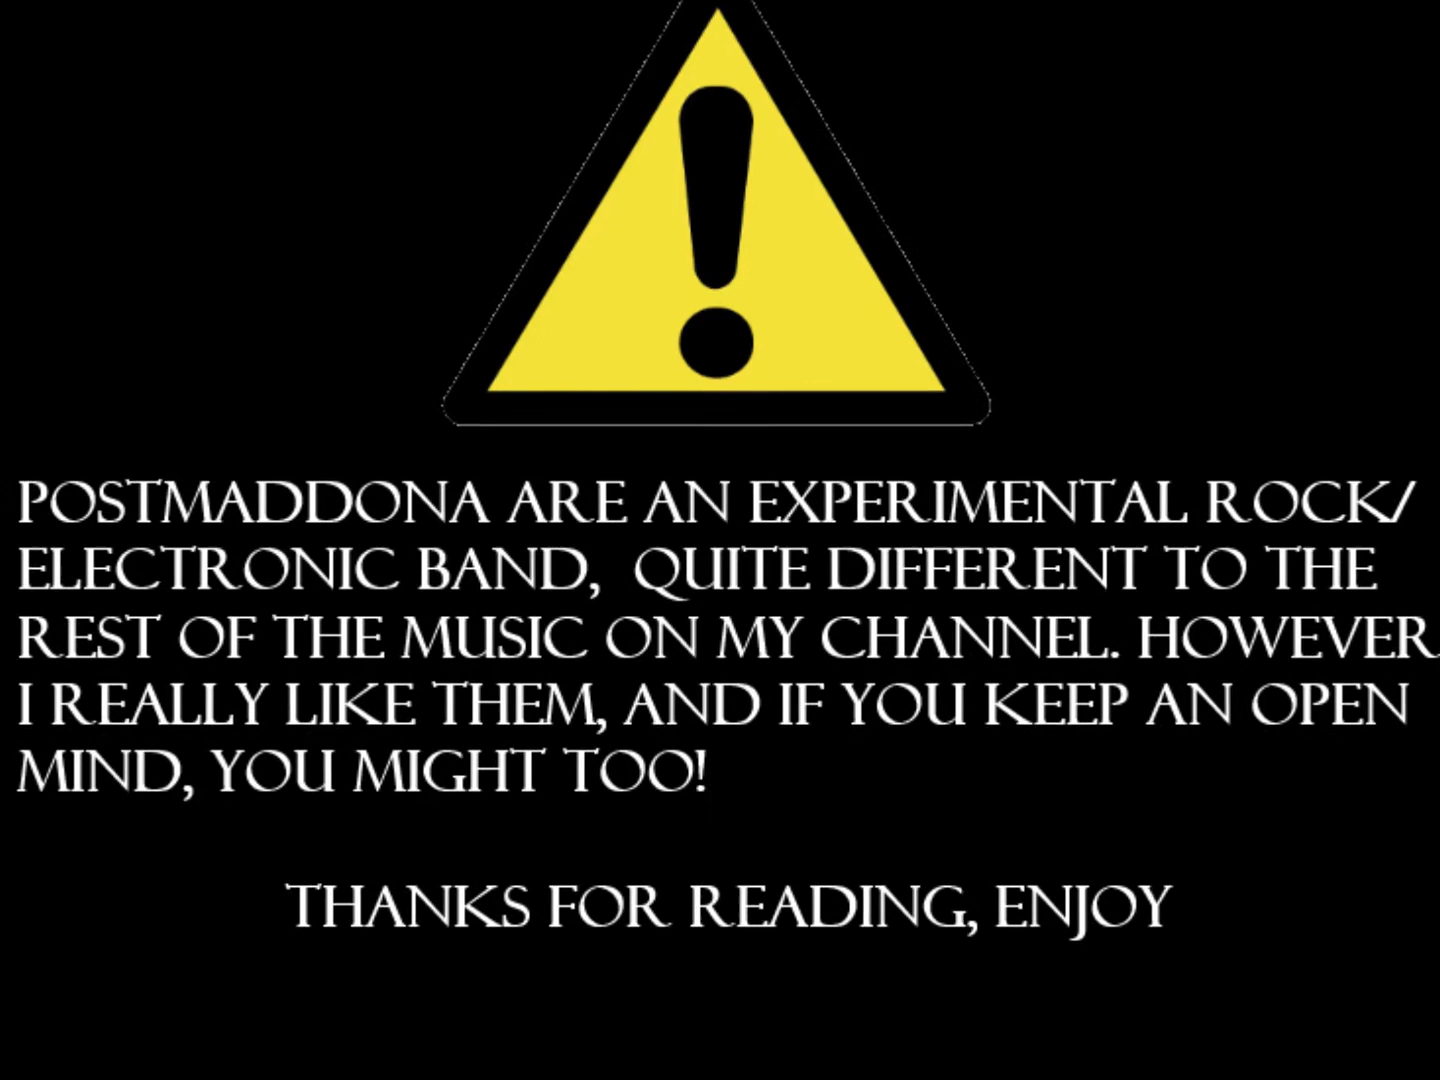 POSTMADDONA ARE AN EXPERIMENTAL ROCK/
ELECTRONIC BAND, QUITE DIFFERENT TO THE
REST OF THE MUSIC ON MY CHANNEL. HOWEVER
I REALLY LIKE THEM, AND IF YOU KEEP AN OPEN
MIND, YOU MIGHT TOO!
THANKS FOR READING, ENJOY